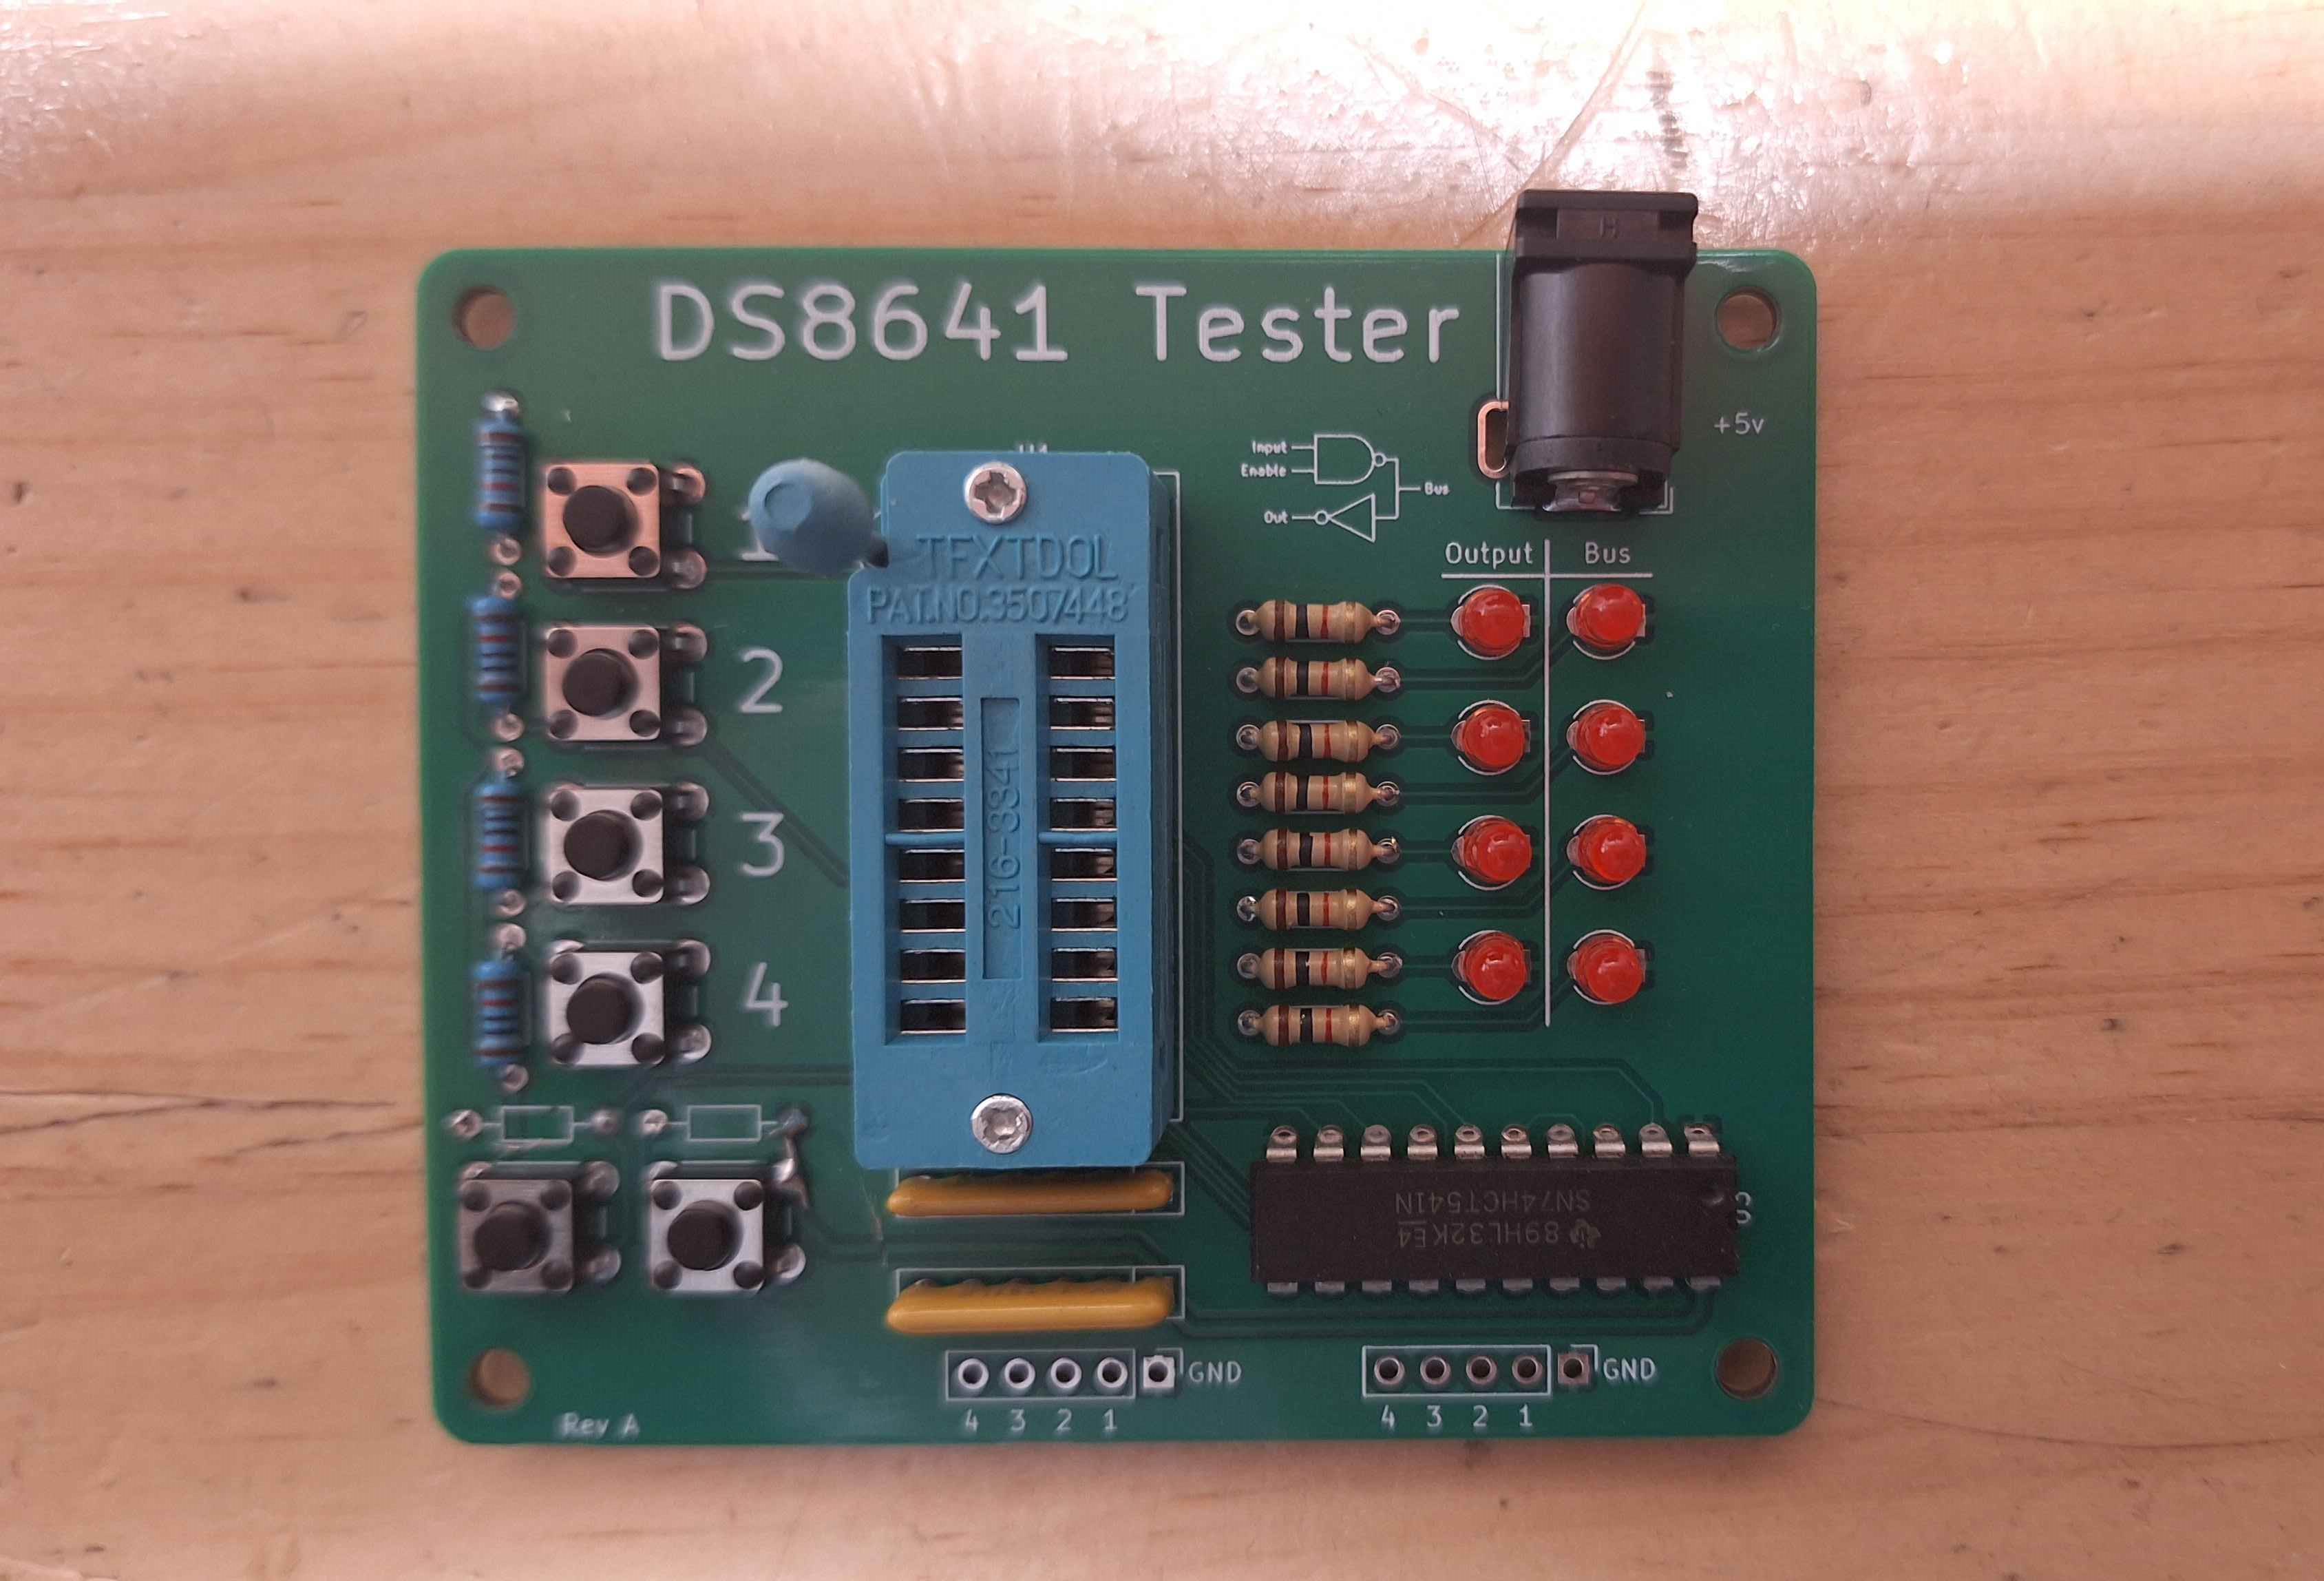 DS8641 Tester
+5v
Input
Enable
Bus
Out
TFXTDOL
PAT.NO.3507448
216-3341
Output
Bus
1
2
3
4
SN74HCT541N
89HL32KE4
GND
4 3 2 1
GND
4 3 2 1
Rev A